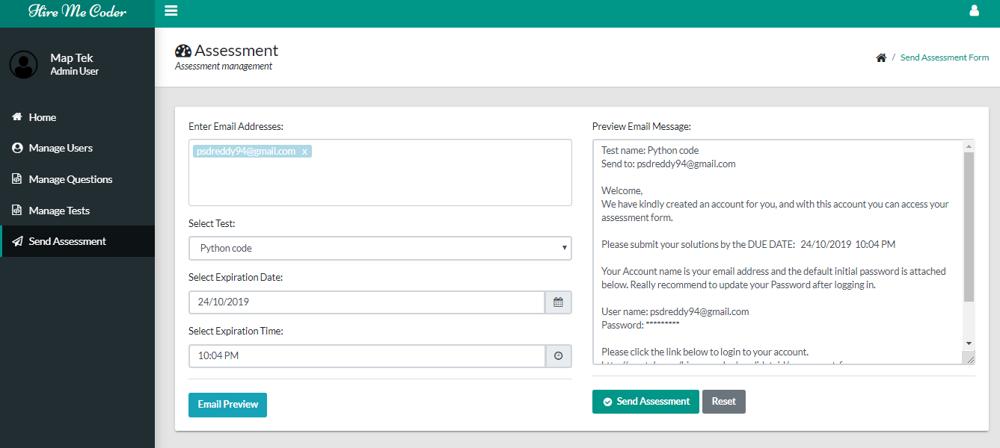 Hire Me Coder
Map Tek
Admin User
Home
Manage Users
Manage Questions
Manage Tests
Send Assessment
Assessment
Assessment management
/ Send Assessment Form
Enter Email Addresses:
psdreddy94@gmail.com x
Select Test:
Python code
Select Expiration Date:
24/10/2019
Select Expiration Time:
10:04 PM
Email Preview
Preview Email Message:
Test name: Python code
Send to: psdreddy94@gmail.com
Welcome,
We have kindly created an account for you, and with this account you can access your
assessment form.
Please submit your solutions by the DUE DATE: 24/10/2019 10:04 PM
Your Account name is your email address and the default initial password is attached
below. Really recommend to update your Password after logging in.
User name: psdreddy94@gmail.com
Password: *********
Please click the link below to login to your account.
Send Assessment
Reset